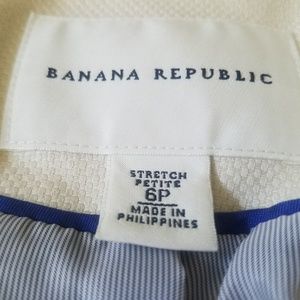 BANANA REPUBLIC
STRETCH
PETITE
6P
MADE IN
PHILIPPINES